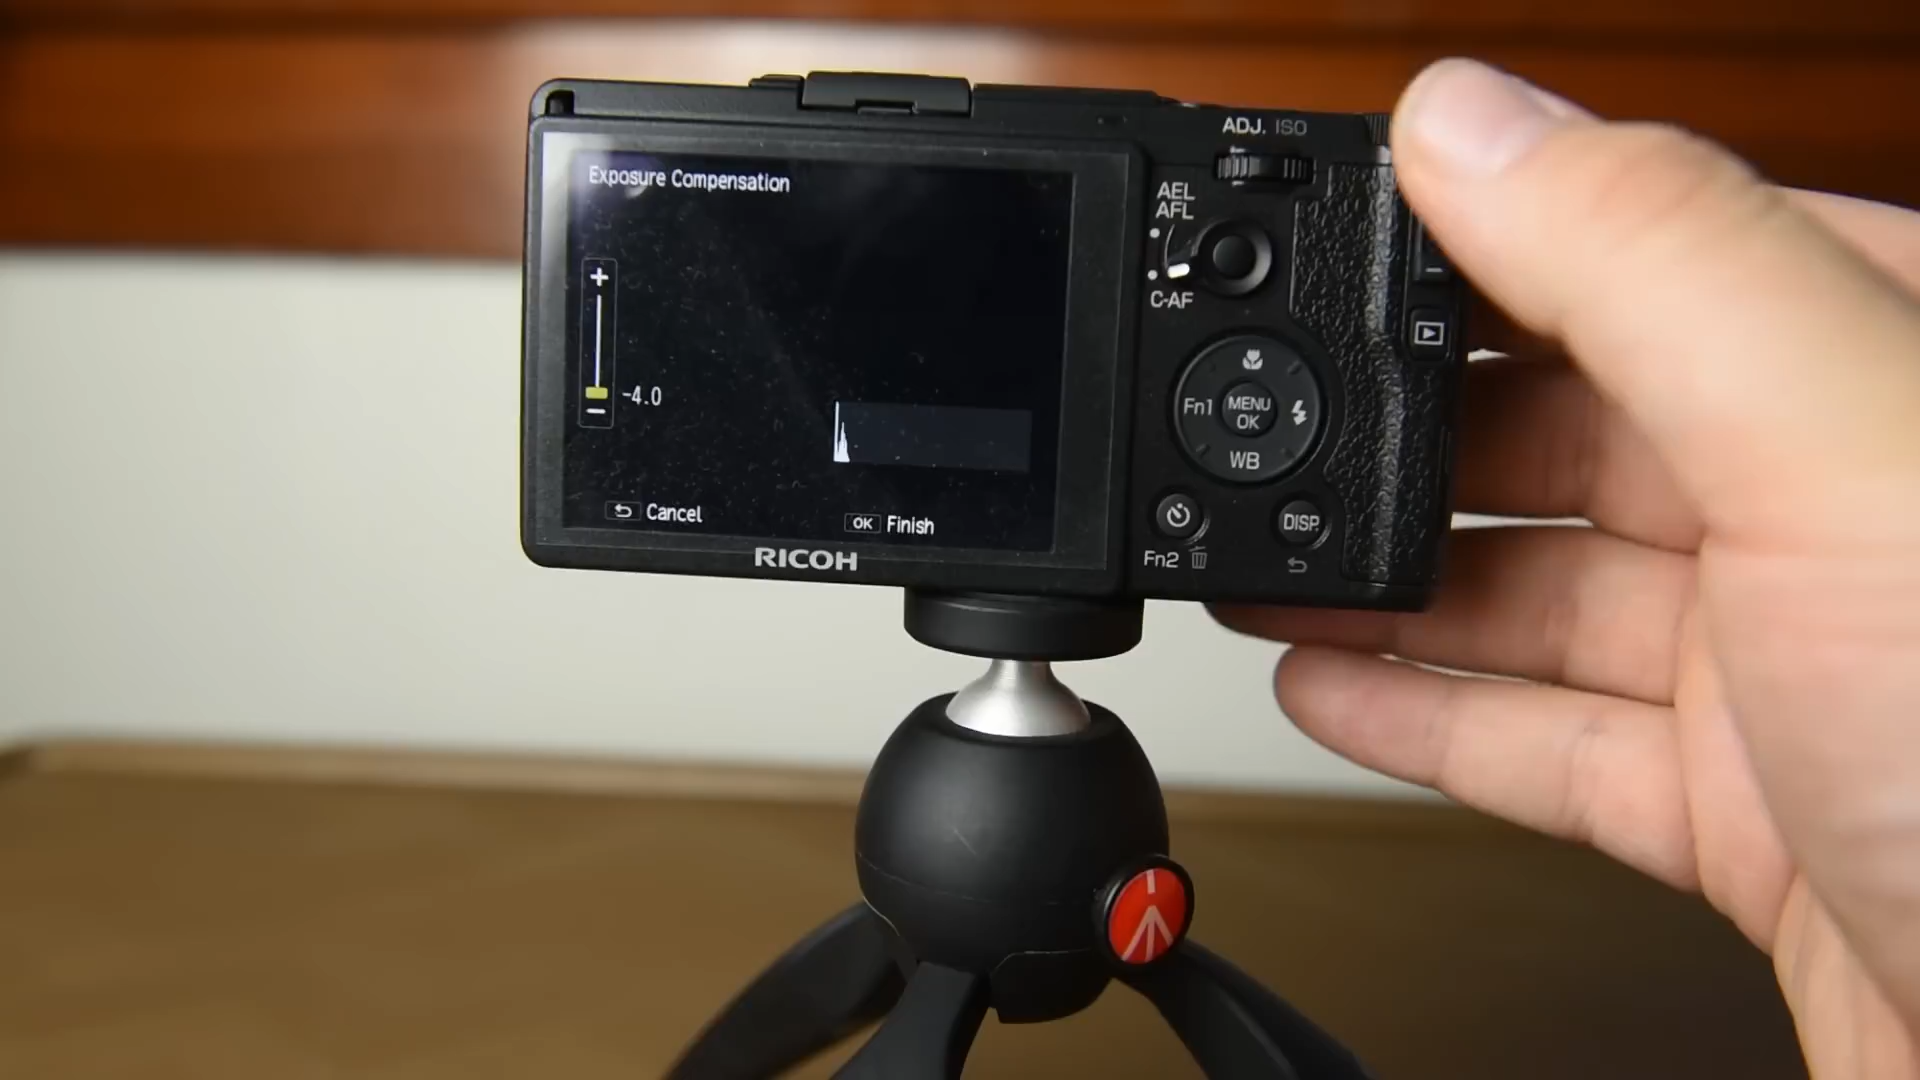 Exposure Compensation
+
-4.0
−
Cancel
OK Finish
RICOH
ADJ. ISO
AEL
AFL
C-AF
Fn1
MENU
OK
WB
DISP.
Fn2